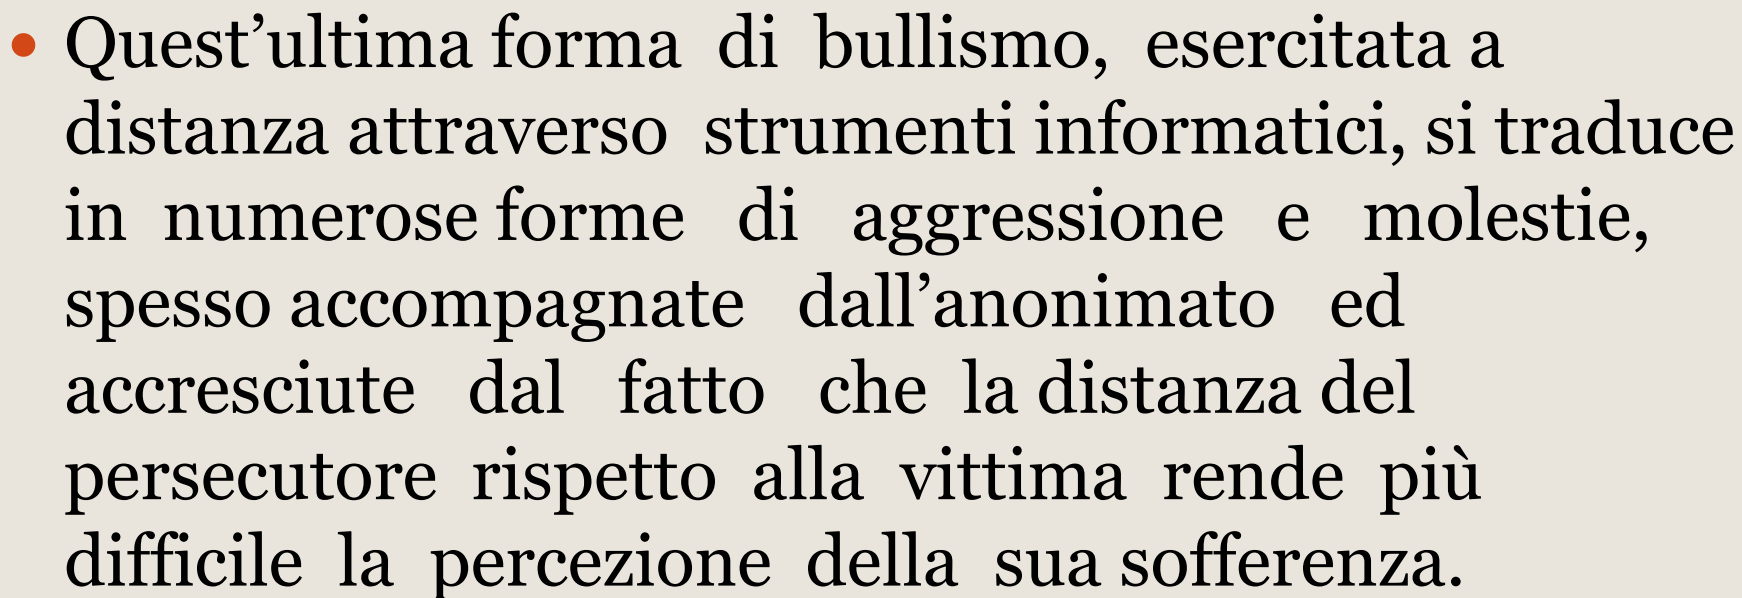 • Quest’ultima forma di bullismo, esercitata a
distanza attraverso strumenti informatici, si traduce
in numerose forme di aggressione e molestie,
spesso accompagnate dall’anonimato ed
accresciute dal fatto che la distanza del
persecutore rispetto alla vittima rende più
difficile la percezione della sua sofferenza.